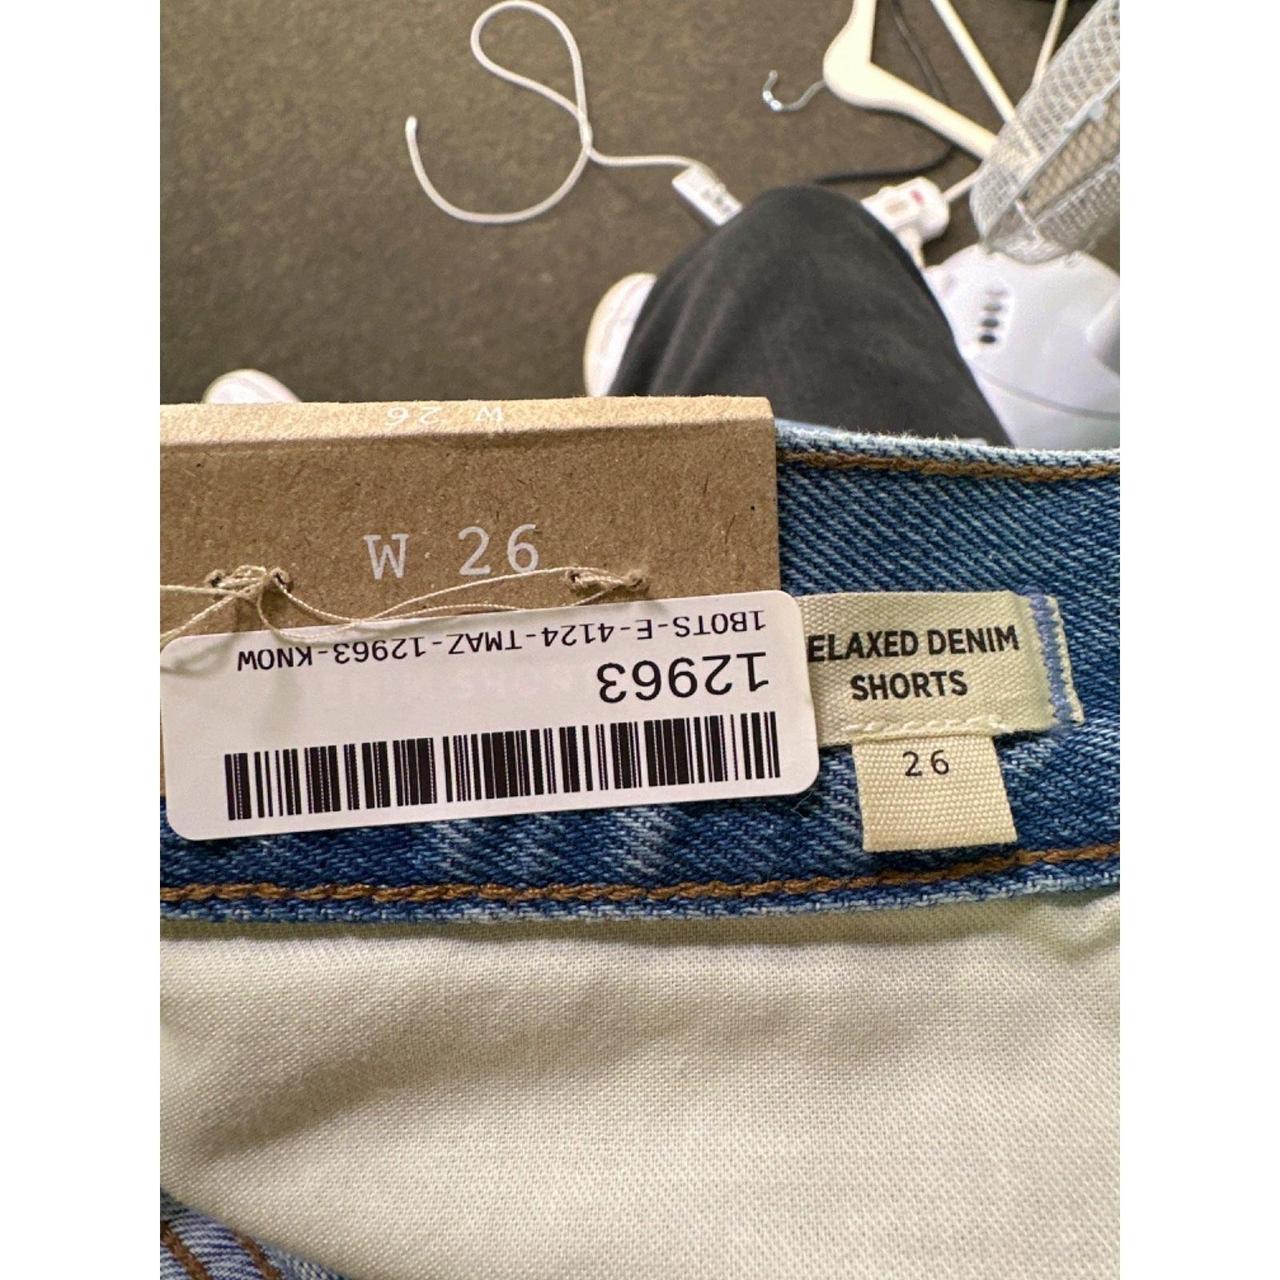 W 26
W 26
1BOTS-E-4124-TMAZ-12963-KNOW
12963
ELAXED DENIM
SHORTS
26